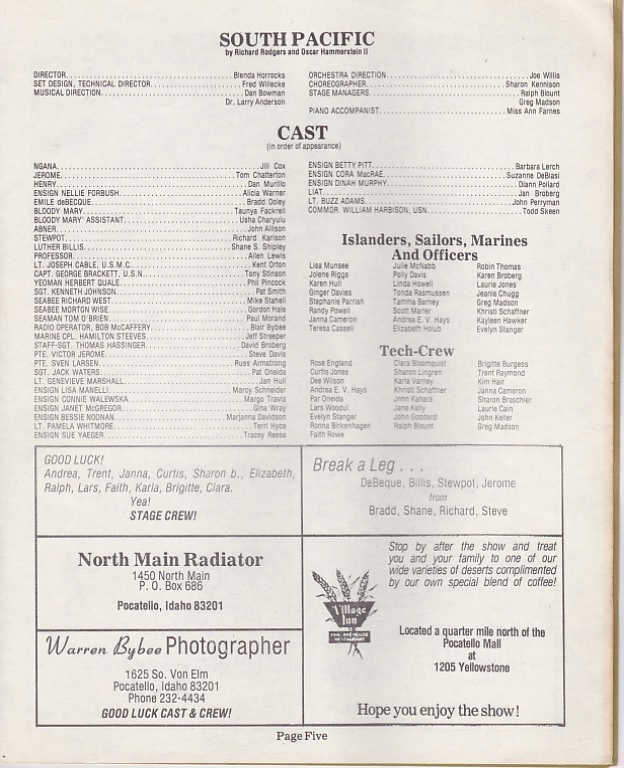 SOUTH PACIFIC
by Richard Rodgers and Oscar Hammerstein II
DIRECTOR Blenda Horrocks
SET DESIGN, TECHNICAL DIRECTOR Fred Willecke
MUSICAL DIRECTION Dan Bowman
Dr. Larry Anderson
ORCHESTRA DIRECTION Joe Willis
CHOREOGRAPHER Sharon Kennison
STAGE MANAGERS Ralph Blount
Greg Madson
PIANO ACCOMPANIST Miss Ann Farnes
CAST
(in order of appearance)
NGANA Jill Cox
JEROME Tom Chatterton
HENRY Dan Murillo
ENSIGN NELLIE FORBUSH Alicia Warner
EMILE deBECQUE Bradd Ooley
BLOODY MARY Taunya Fackrell
BLOODY MARY' ASSISTANT Usha Charyulu
ABNER John Allison
STEWPOT Richard Karlson
LUTHER BILLIS Shane S. Shipley
PROFESSOR Allen Lewis
LT. JOSEPH CABLE, U.S.M.C. Kent Orton
CAPT. GEORGE BRACKETT, U.S.N. Tony Stinson
YEOMAN HERBERT QUALE Phil Pincock
SGT. KENNETH JOHNSON Pat Smith
SEABEE RICHARD WEST Mike Stahell
SEABEE MORTON WISE Gordon Hale
SEAMAN TOM O'BRIEN Paul Morand
RADIO OPERATOR, BOB McCAFFERY Blair Bybee
MARINE CPL. HAMILTON STEEVES Jeff Streeper
STAFF-SGT. THOMAS HASSINGER David Broberg
PTE. VICTOR JEROME Steve Davis
PTE. SVEN LARSEN Russ Armstrong
SGT. JACK WATERS Pat Oneida
LT. GENEVIEVE MARSHALL Jan Hull
ENSIGN LISA MANELLI Marcy Schneider
ENSIGN CONNIE WALEWSKA Margo Travis
ENSIGN JANET McGREGOR Gina Wray
ENSIGN BESSIE NOONAN Marjanna Davidson
LT. PAMELA WHITMORE Terri Hyce
ENSIGN SUE YAEGER Tracey Reese
ENSIGN BETTY PITT Barbara Lerch
ENSIGN CORA MacRAE Suzanne DeBiasi
ENSIGN DINAH MURPHY Diann Pollard
LIAT Jan Broberg
LT. BUZZ ADAMS John Perryman
COMMDR. WILLIAM HARBISON, USN Todd Skeen
Islanders, Sailors, Marines
And Officers
Lisa Munsee Julie McNabb Robin Thomas
Jolene Riggs Polly Davis Karen Broberg
Karen Hull Linda Howell Laurie Jones
Ginger Davies Tonda Rasmussen Jeanie Chugg
Stephanie Parrish Tamma Barney Greg Madson
Randy Powell Scott Marler Khristi Schaffner
Janna Cameron Andrea E. V. Hays Kayleen Hawker
Teresa Cassell Elizabeth Holub Evelyn Stanger
Tech-Crew
Rose England Clara Bloomquist Brigitte Burgess
Curtis Jones Sharon Lingren Trent Raymond
Dee Wilson Karla Varney Kim Hair
Andrea E. V. Hays Khristi Schaffner Janna Cameron
Par Oneida John Kahara Sharon Braschler
Lars Woodul Jane Kelly Laurie Cain
Evelyn Stanger John Goddard John Keller
Ronna Birkenhagen Ralph Blount Greg Madson
Faith Rowe
GOOD LUCK!
Andrea, Trent, Janna, Curtis, Sharon b., Elizabeth,
Ralph, Lars, Faith, Karla, Brigitte, Clara.
Yea!
STAGE CREW!
Break a Leg . . .
DeBeque, Billis, Stewpot, Jerome
from
Bradd, Shane, Richard, Steve
North Main Radiator
1450 North Main
P. O. Box 686
Pocatello, Idaho 83201
Warren Bybee Photographer
1625 So. Von Elm
Pocatello, Idaho 83201
Phone 232-4434
GOOD LUCK CAST & CREW!
Stop by after the show and treat
you and your family to one of our
wide varieties of deserts complimented
by our own special blend of coffee!
Village
Inn
PANCAKE HOUSE
RESTAURANT
Located a quarter mile north of the
Pocatello Mall
at
1205 Yellowstone
Hope you enjoy the show!
Page Five